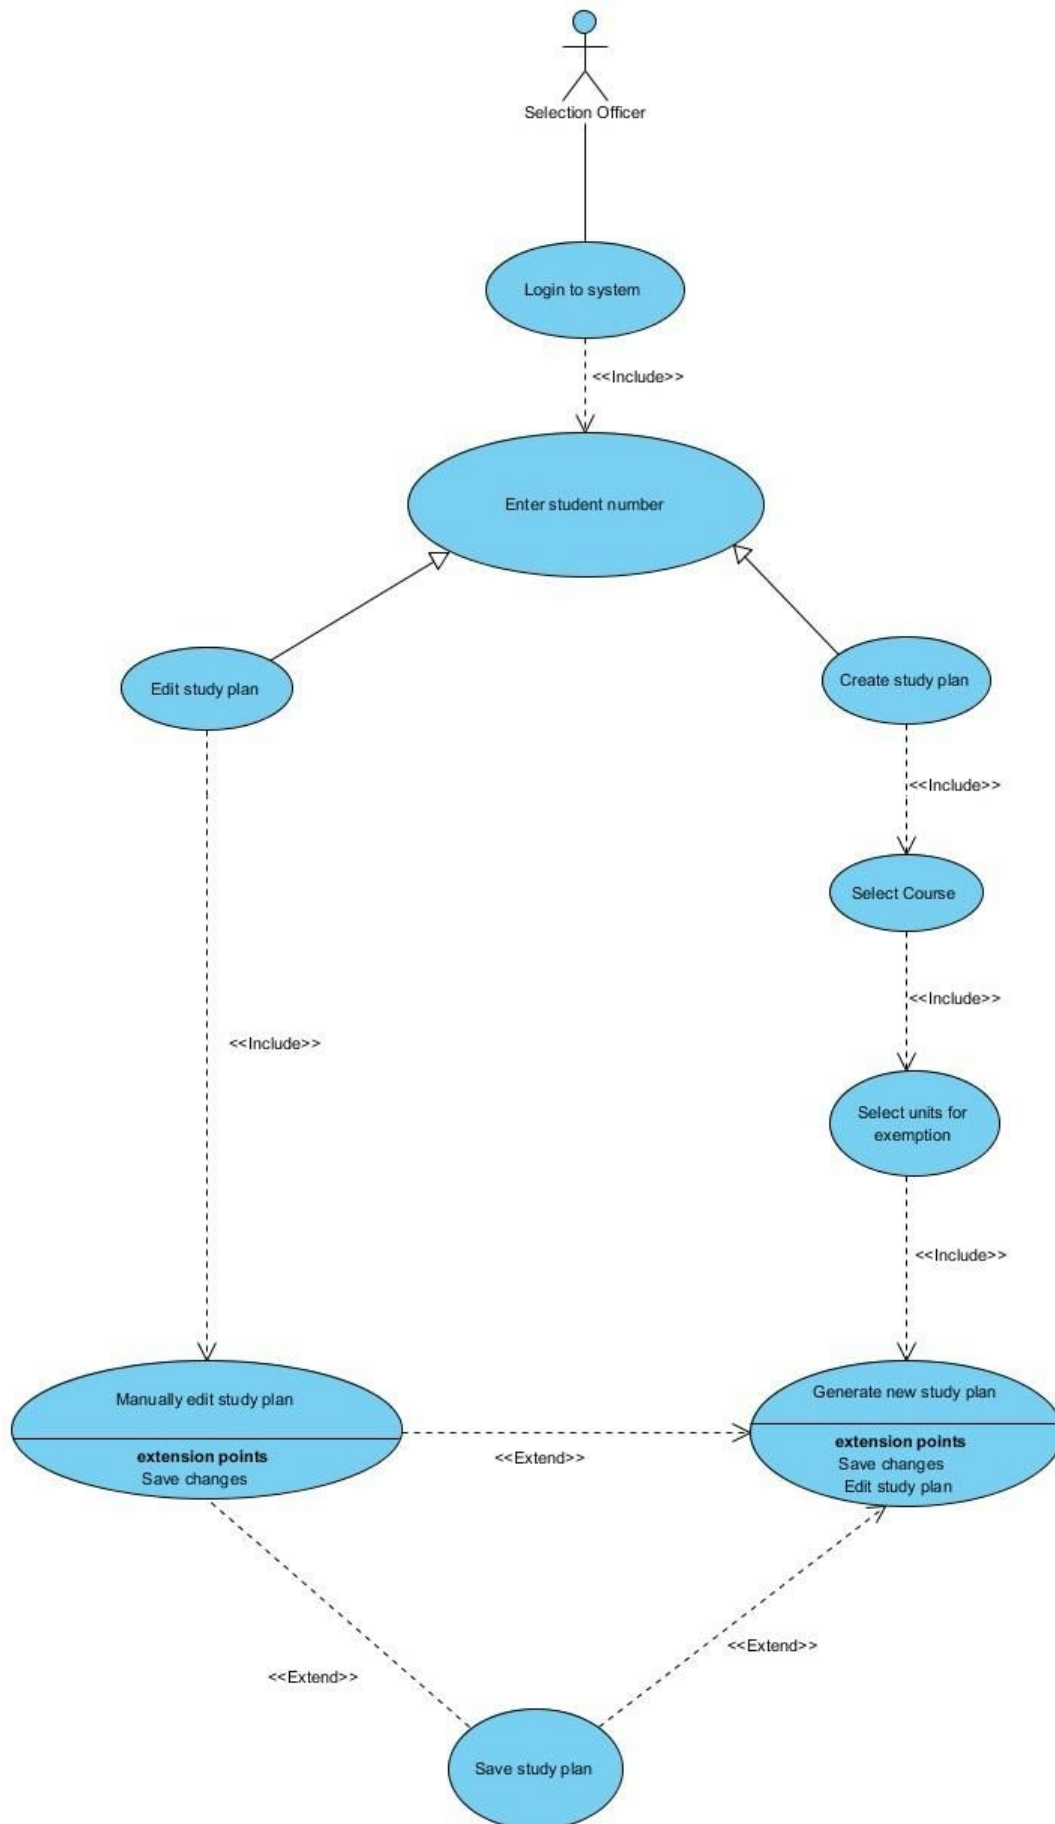 Selection Officer
Login to system
<<Include>>
Enter student number
Edit study plan
Create study plan
<<Include>>
Select Course
<<Include>>
<<Include>>
Select units for
exemption
<<Include>>
Manually edit study plan
extension points
Save changes
<<Extend>>
Generate new study plan
extension points
Save changes
Edit study plan
<<Extend>>
<<Extend>>
Save study plan